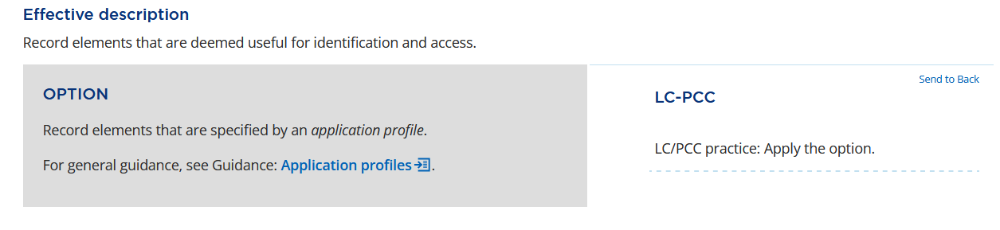 Effective description
Record elements that are deemed useful for identification and access.
OPTION
Record elements that are specified by an application profile.
For general guidance, see Guidance: Application profiles.
Send to Back
LC-PCC
LC/PCC practice: Apply the option.